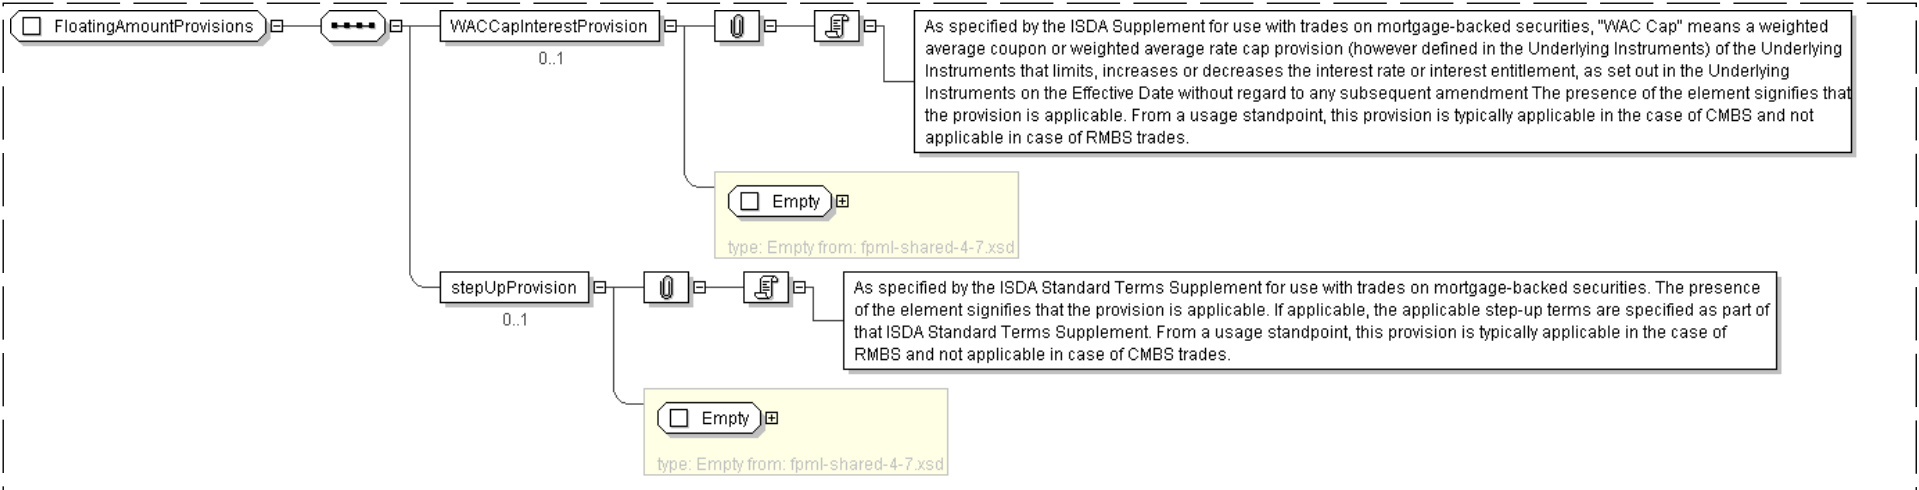 FloatingAmountProvisions
WACCapInterestProvision
0..1
As specified by the ISDA Supplement for use with trades on mortgage-backed securities, "WAC Cap" means a weighted
average coupon or weighted average rate cap provision (however defined in the Underlying Instruments) of the Underlying
Instruments that limits, increases or decreases the interest rate or interest entitlement, as set out in the Underlying
Instruments on the Effective Date without regard to any subsequent amendment The presence of the element signifies that
the provision is applicable. From a usage standpoint, this provision is typically applicable in the case of CMBS and not
applicable in case of RMBS trades.
Empty
type: Empty from: fpml-shared-4-7.xsd
stepUpProvision
0..1
As specified by the ISDA Standard Terms Supplement for use with trades on mortgage-backed securities. The presence
of the element signifies that the provision is applicable. If applicable, the applicable step-up terms are specified as part of
that ISDA Standard Terms Supplement. From a usage standpoint, this provision is typically applicable in the case of
RMBS and not applicable in case of CMBS trades.
Empty
type: Empty from: fpml-shared-4-7.xsd